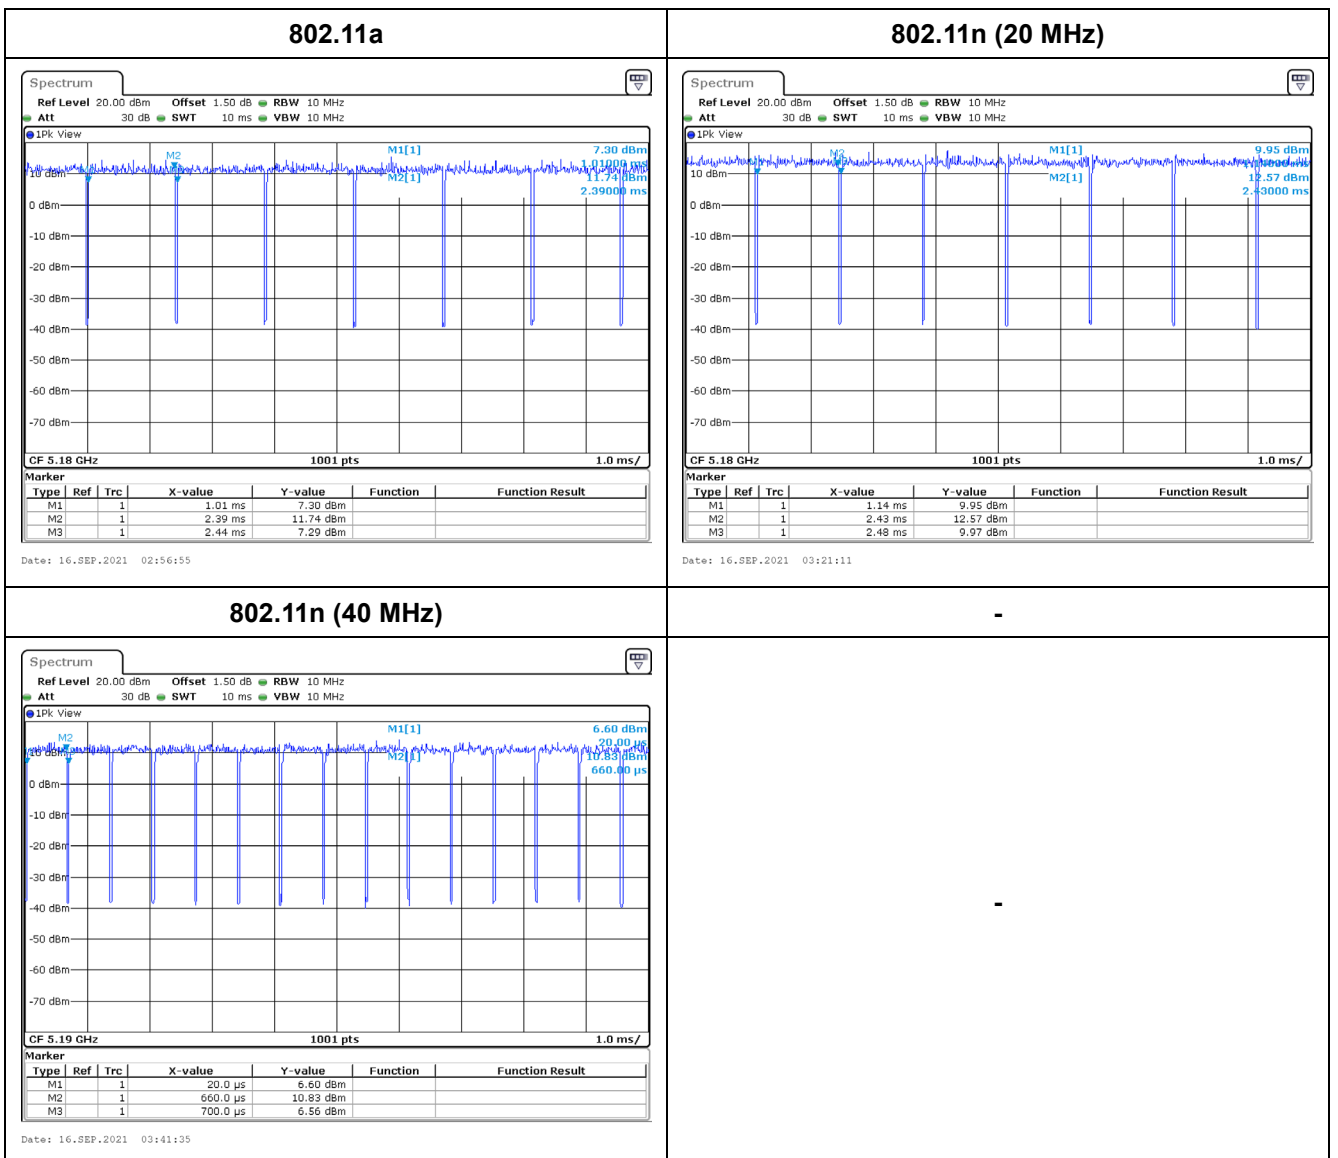 802.11a
802.11n (20 MHz)
Spectrum
Ref Level 20.00 dBm Offset 1.50 dB RBW 10 MHz
Att 30 dB SWT 10 ms VBW 10 MHz
1Pk View
M2
M1[1] 7.30 dBm
1.01000 ms
10 dBm
M2[1] 11.74 dBm
2.39000 ms
0 dBm
-10 dBm
-20 dBm
-30 dBm
-40 dBm
-50 dBm
-60 dBm
-70 dBm
CF 5.18 GHz 1001 pts 1.0 ms/
Marker
Type Ref Trc X-value Y-value Function Function Result
M1 1 1.01 ms 7.30 dBm
M2 1 2.39 ms 11.74 dBm
M3 1 2.44 ms 7.29 dBm
Date: 16.SEP.2021 02:56:55
Spectrum
Ref Level 20.00 dBm Offset 1.50 dB RBW 10 MHz
Att 30 dB SWT 10 ms VBW 10 MHz
1Pk View
M2
M1[1] 9.95 dBm
10 dBm
M2[1] 12.57 dBm
2.43000 ms
0 dBm
-10 dBm
-20 dBm
-30 dBm
-40 dBm
-50 dBm
-60 dBm
-70 dBm
CF 5.18 GHz 1001 pts 1.0 ms/
Marker
Type Ref Trc X-value Y-value Function Function Result
M1 1 1.14 ms 9.95 dBm
M2 1 2.43 ms 12.57 dBm
M3 1 2.48 ms 9.97 dBm
Date: 16.SEP.2021 03:21:11
802.11n (40 MHz)
-
Spectrum
Ref Level 20.00 dBm Offset 1.50 dB RBW 10 MHz
Att 30 dB SWT 10 ms VBW 10 MHz
1Pk View
M2
M1[1] 6.60 dBm
20.00 µs
10 dBm
M2[1] 10.83 dBm
660.00 µs
0 dBm
-10 dBm
-20 dBm
-30 dBm
-40 dBm
-50 dBm
-60 dBm
-70 dBm
CF 5.19 GHz 1001 pts 1.0 ms/
Marker
Type Ref Trc X-value Y-value Function Function Result
M1 1 20.0 µs 6.60 dBm
M2 1 660.0 µs 10.83 dBm
M3 1 700.0 µs 6.56 dBm
Date: 16.SEP.2021 03:41:35
-